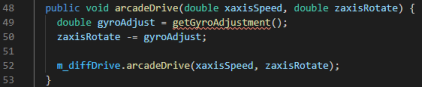 48 public void arcadeDrive(double xaxisSpeed, double zaxisRotate) {
49 double gyroAdjust = getGyroAdjustment();
50 zaxisRotate -= gyroAdjust;
51
52 m_diffDrive.arcadeDrive(xaxisSpeed, zaxisRotate);
53 }